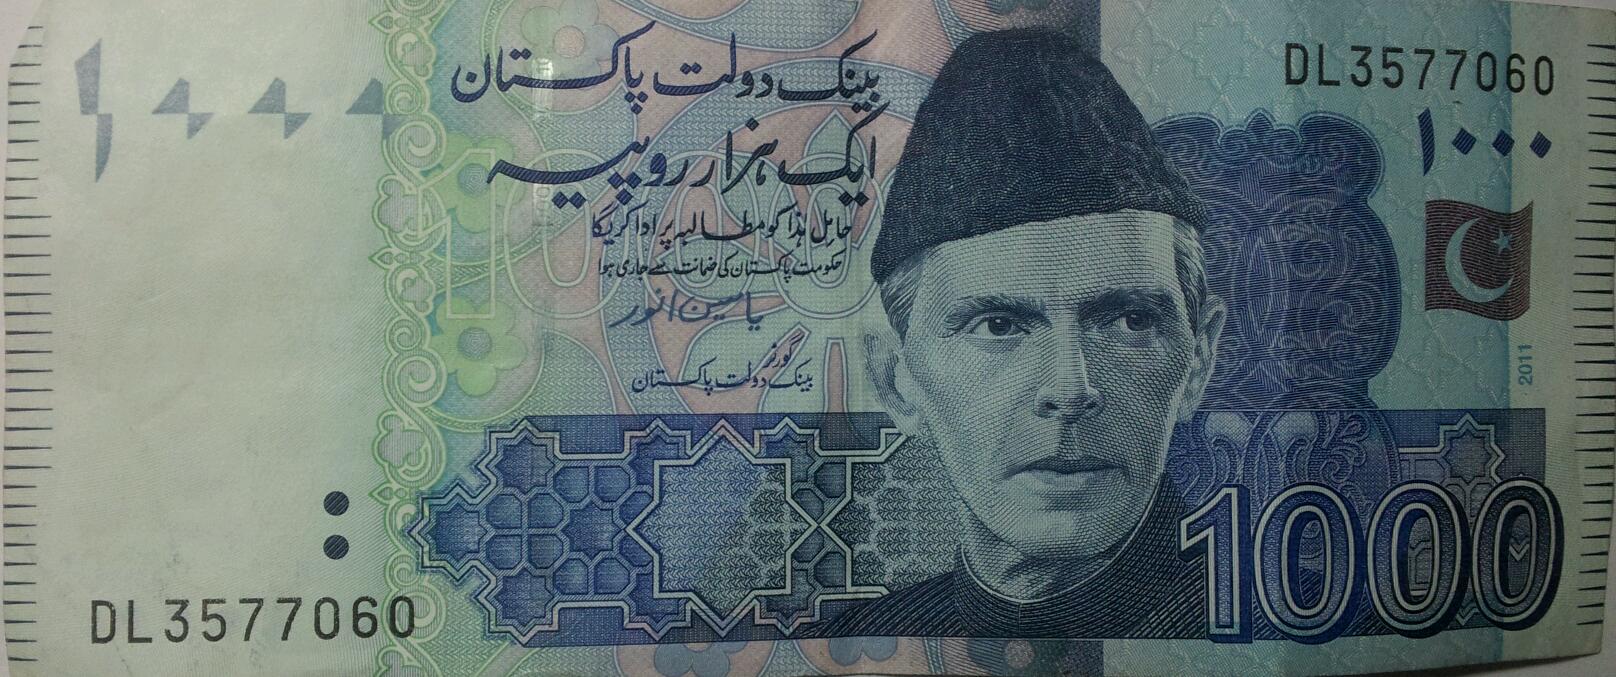 بینک دولت پاکستان
DL3577060
ایک ہزار روپیہ
۱۰۰۰
حامل ہذا کو مطالبہ پر ادا کریگا
حکومت پاکستان کی ضمانت سے جاری ہوا
یاسین انور
گورنر
بینک دولت پاکستان
2011
1000
DL3577060